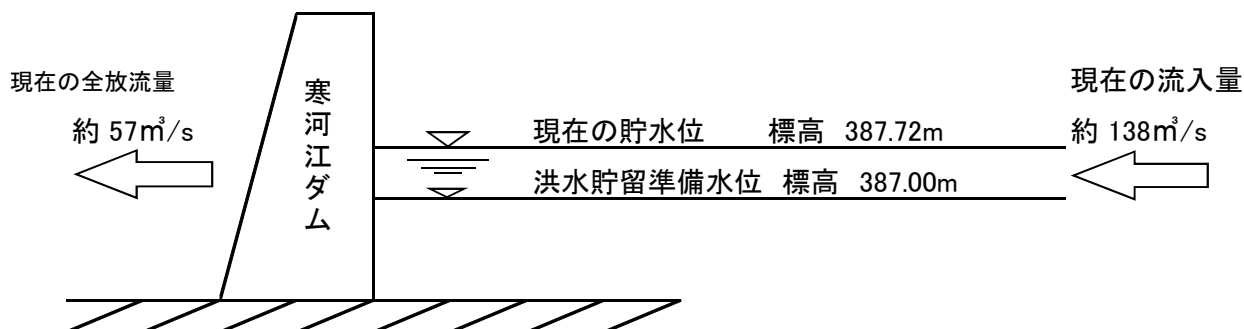 現在の全放流量
約 57㎥/s
寒河江ダム
現在の貯水位 標高 387.72m
洪水貯留準備水位 標高 387.00m
現在の流入量
約 138㎥/s